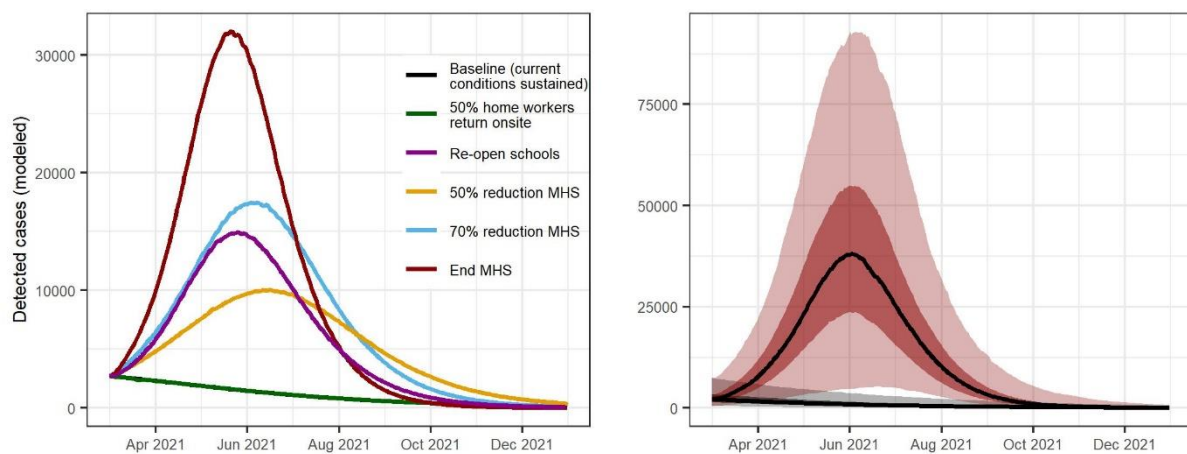 30000
20000
10000
0
Detected cases (modeled)
Baseline (current
conditions sustained)
50% home workers
return onsite
Re-open schools
50% reduction MHS
70% reduction MHS
End MHS
Apr 2021 Jun 2021 Aug 2021 Oct 2021 Dec 2021
75000
50000
25000
0
Apr 2021 Jun 2021 Aug 2021 Oct 2021 Dec 2021